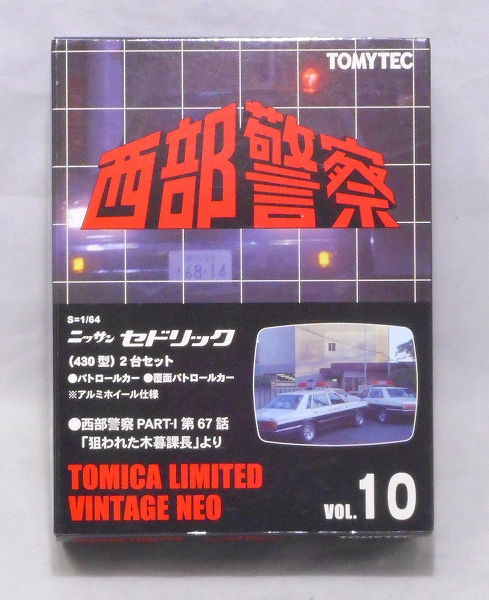 TOMYTEC
西部警察
68-14
S=1/64
ニッサン セドリック
(430型) 2台セット
●パトロールカー ●覆面パトロールカー
※アルミホイール仕様
●西部警察 PART-I 第67話
「狙われた木暮課長」より
TOMICA LIMITED
VINTAGE NEO
VOL.10